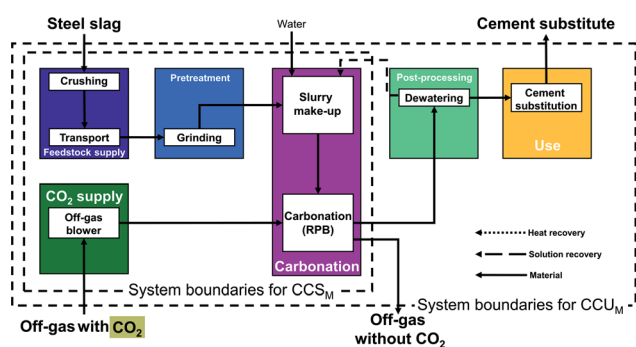 Steel slag
Water
Cement substitute
Crushing
Transport
Feedstock supply
Pretreatment
Grinding
Slurry
make-up
Post-processing
Dewatering
Cement
substitution
Use
CO₂ supply
Off-gas
blower
Carbonation
(RPB)
Carbonation
Heat recovery
Solution recovery
Material
System boundaries for CCSM
System boundaries for CCUM
Off-gas with CO₂
Off-gas
without CO₂